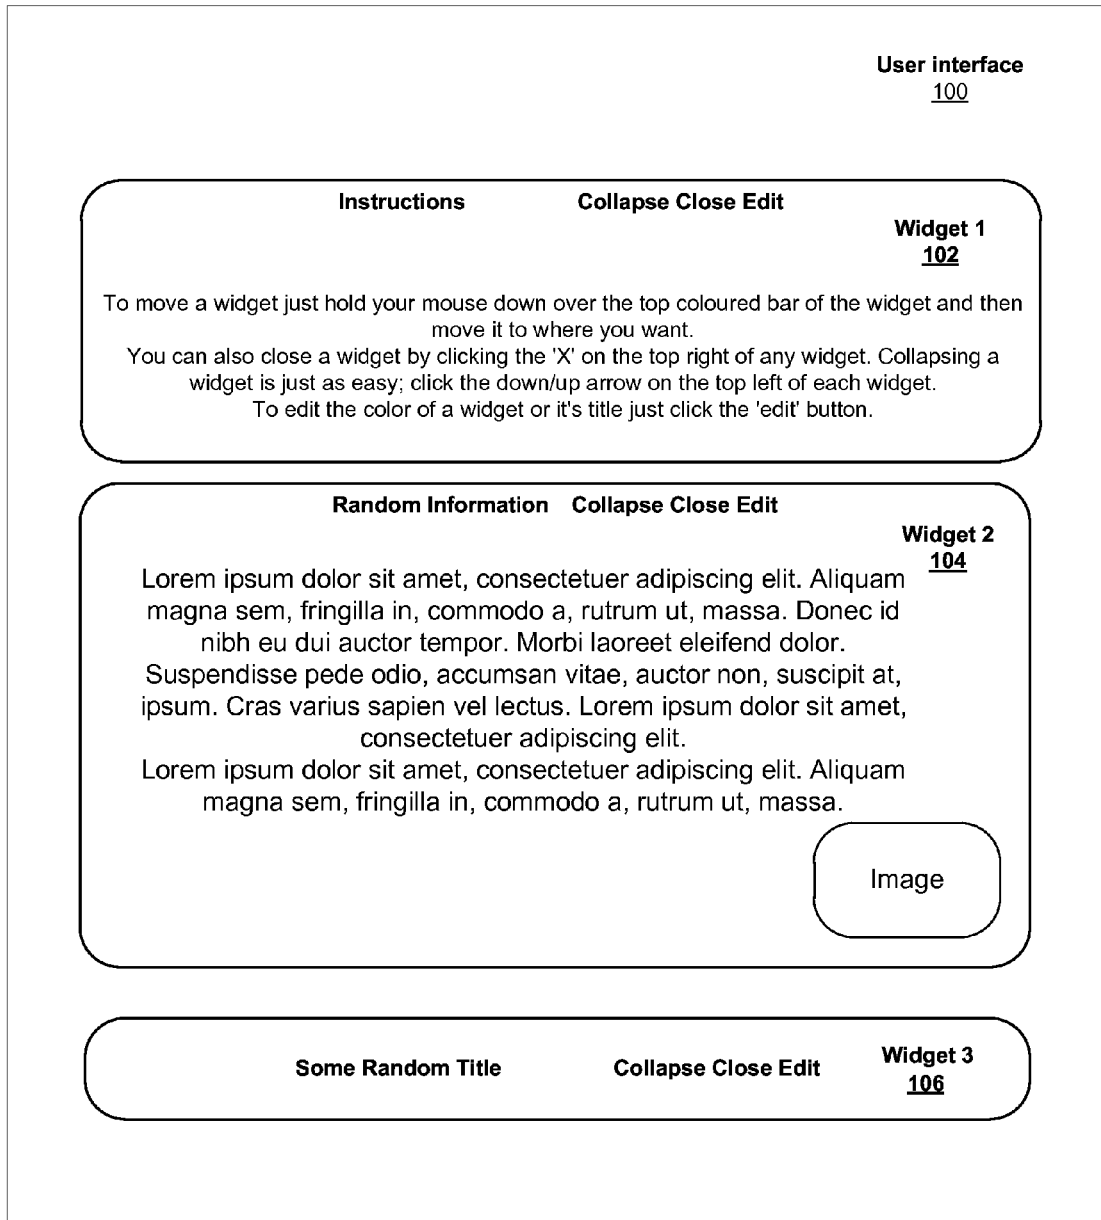 User interface
100
Instructions Collapse Close Edit
Widget 1
102
To move a widget just hold your mouse down over the top coloured bar of the widget and then
move it to where you want.
You can also close a widget by clicking the 'X' on the top right of any widget. Collapsing a
widget is just as easy; click the down/up arrow on the top left of each widget.
To edit the color of a widget or it's title just click the 'edit' button.
Random Information Collapse Close Edit
Widget 2
104
Lorem ipsum dolor sit amet, consectetuer adipiscing elit. Aliquam
magna sem, fringilla in, commodo a, rutrum ut, massa. Donec id
nibh eu dui auctor tempor. Morbi laoreet eleifend dolor.
Suspendisse pede odio, accumsan vitae, auctor non, suscipit at,
ipsum. Cras varius sapien vel lectus. Lorem ipsum dolor sit amet,
consectetuer adipiscing elit.
Lorem ipsum dolor sit amet, consectetuer adipiscing elit. Aliquam
magna sem, fringilla in, commodo a, rutrum ut, massa.
Image
Some Random Title Collapse Close Edit
Widget 3
106